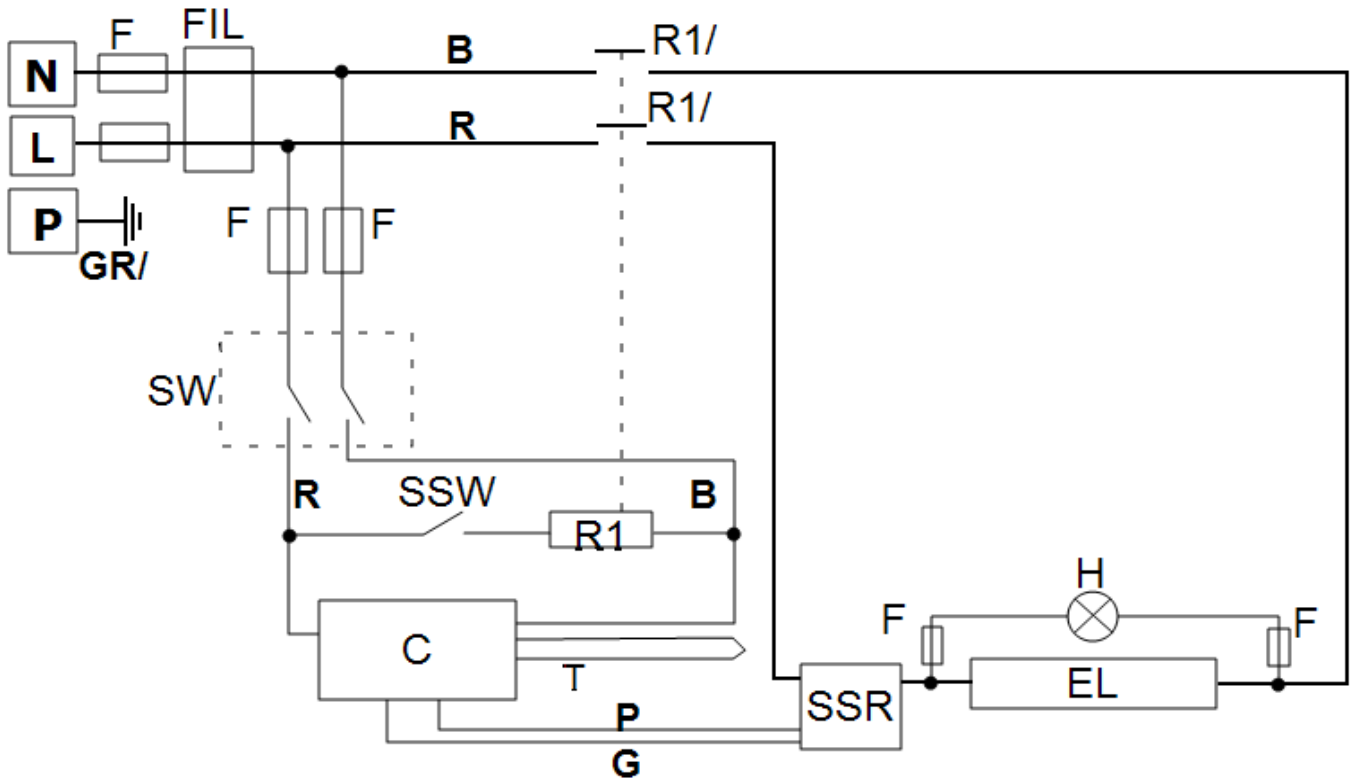 F FIL
N B R1/
R1/
L R
P F F
GR/
SW
R SSW B
R1
H
F F
C
T EL
SSR
P
G